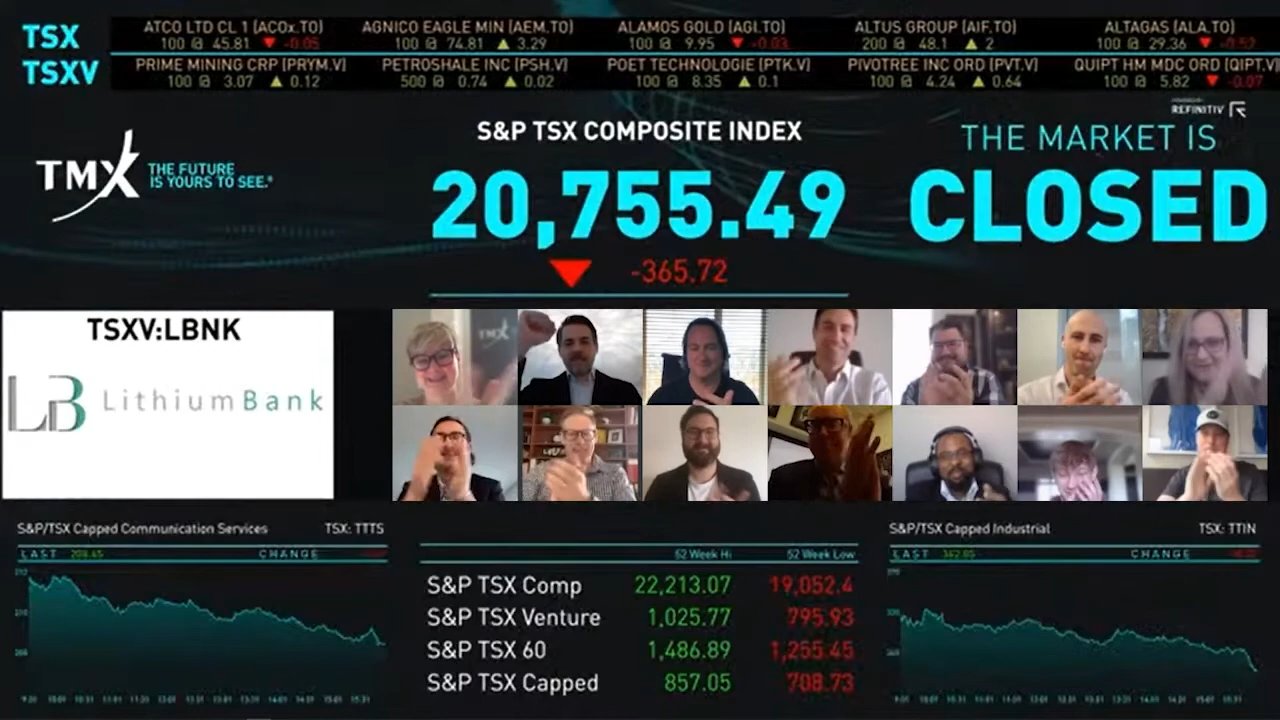 TSX
TSXV
ATCO LTD CL 1 (ACOx.TO) AGNICO EAGLE MIN (AEM.TO) ALAMOS GOLD (AGI.TO) ALTUS GROUP (AIF.TO) ALTAGAS (ALA.TO)
100 @ 45.81 ▼ -0.05 100 @ 74.81 ▲ 3.29 100 @ 9.95 ▼ -0.03 200 @ 48.1 ▲ 2 100 @ 29.36 ▼ -0.52
PRIME MINING CRP (PRYM.V) PETROSHALE INC (PSH.V) POET TECHNOLOGIE (PTK.V) PIVOTREE INC ORD (PVT.V) QUIPT HM MDC ORD (QIPT.V)
100 @ 3.07 ▲ 0.12 500 @ 0.74 ▲ 0.02 100 @ 8.35 ▲ 0.1 100 @ 4.24 ▲ 0.64 100 @ 5.82 ▼ -0.07
REFINITIV
TMX THE FUTURE
IS YOURS TO SEE.®
S&P TSX COMPOSITE INDEX
20,755.49
▼ -365.72
THE MARKET IS
CLOSED
TSXV:LBNK
LB LithiumBank
TMX
S&P/TSX Capped Communication Services TSX: TTTS
LAST CHANGE
52 Week Hi 52 Week Low
S&P TSX Comp 22,213.07 19,052.4
S&P TSX Venture 1,025.77 795.93
S&P TSX 60 1,486.89 1,255.45
S&P TSX Capped 857.05 708.73
S&P/TSX Capped Industrial TSX: TTIN
LAST CHANGE